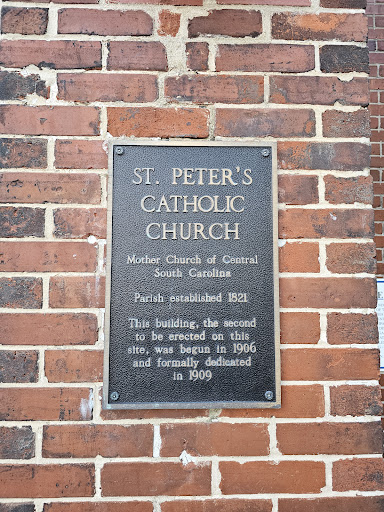 ST. PETER'S
CATHOLIC
CHURCH
Mother Church of Central
South Carolina
Parish established 1821
This building, the second
to be erected on this
site, was begun in 1906
and formally dedicated
in 1909